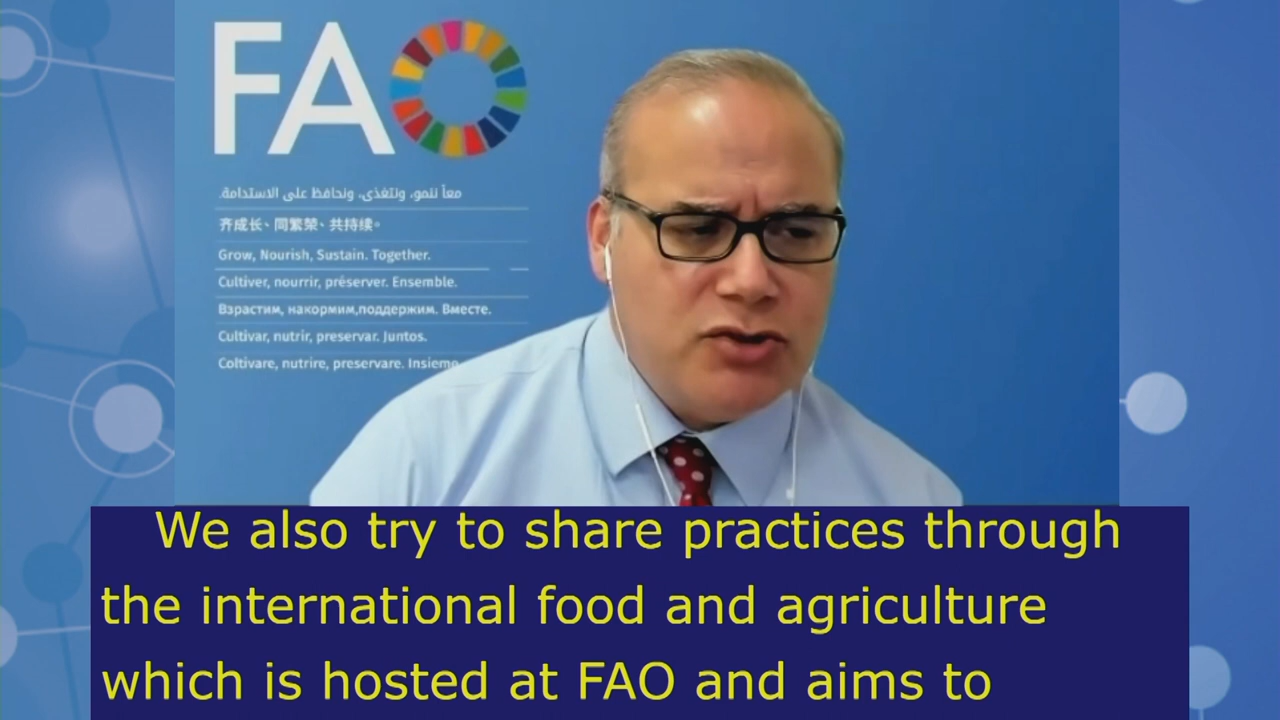 FAO
معاً ننمو، ونتغذى، ونحافظ على الاستدامة.
齐成长、同繁荣、共持续。
Grow, Nourish, Sustain. Together.
Cultiver, nourrir, préserver. Ensemble.
Взрастим, накормим,поддержим. Вместе.
Cultivar, nutrir, preservar. Juntos.
Coltivare, nutrire, preservare. Insieme
We also try to share practices through
the international food and agriculture
which is hosted at FAO and aims to